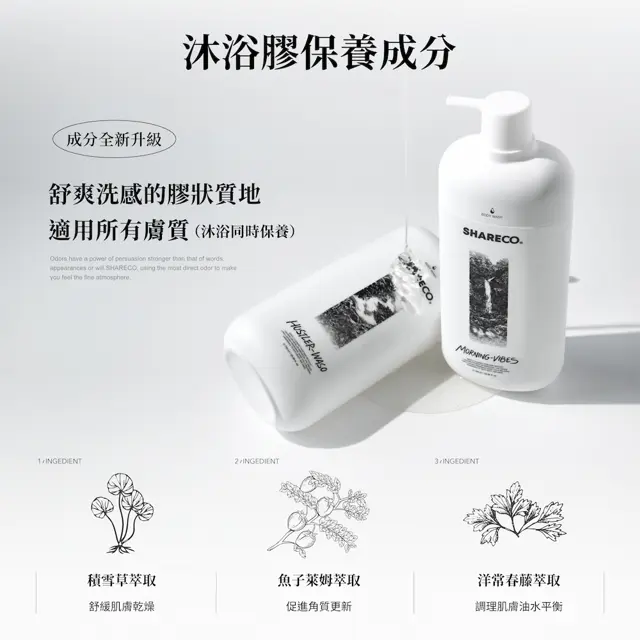 沐浴膠保養成分
成分全新升級
舒爽洗感的膠狀質地
適用所有膚質（沐浴同時保養）
Odors have a power of persuasion stronger than that of words,
appearances or will.SHARECO, using the most direct odor to make
you feel the fine atmosphere.
BODY WASH
SHARECO.
MORNING-VIBES
SHARECO.
HUSTLER-WASO
1/INGEDIENT
積雪草萃取
舒緩肌膚乾燥
2/INGEDIENT
魚子萊姆萃取
促進角質更新
3/INGEDIENT
洋常春藤萃取
調理肌膚油水平衡